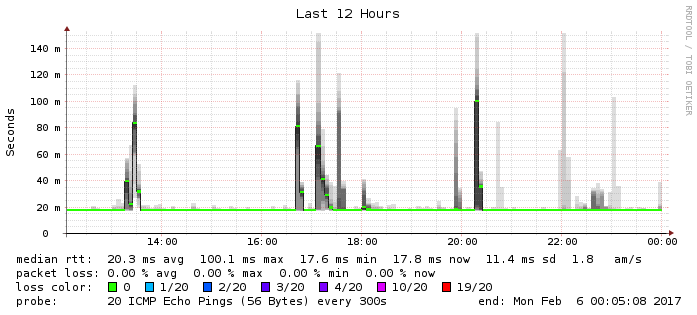 Last 12 Hours
RRDTOOL / TOBI OETIKER
Seconds
140 m
120 m
100 m
80 m
60 m
40 m
20 m
0
14:00 16:00 18:00 20:00 22:00 00:00
median rtt: 20.3 ms avg 100.1 ms max 17.6 ms min 17.8 ms now 11.4 ms sd 1.8 am/s
packet loss: 0.00 % avg 0.00 % max 0.00 % min 0.00 % now
loss color: 0 1/20 2/20 3/20 4/20 10/20 19/20
probe: 20 ICMP Echo Pings (56 Bytes) every 300s end: Mon Feb 6 00:05:08 2017